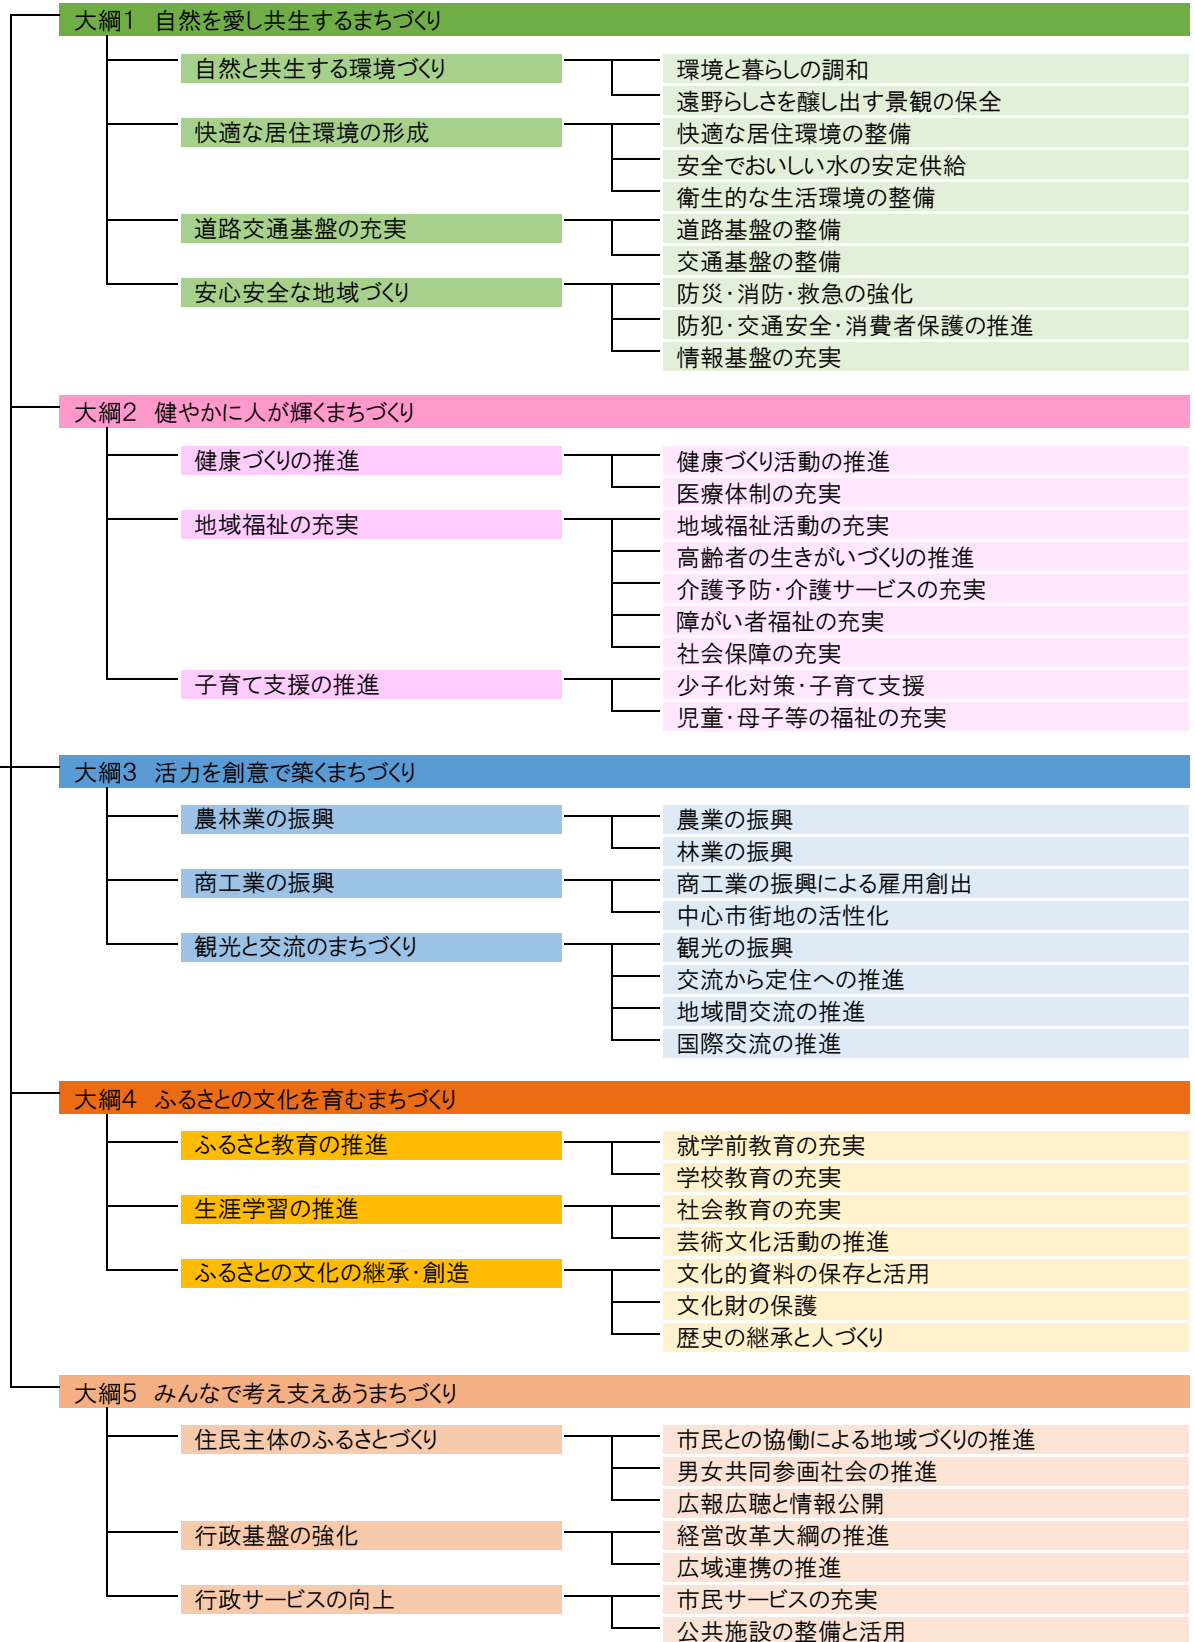 大綱1 自然を愛し共生するまちづくり
自然と共生する環境づくり
環境と暮らしの調和
遠野らしさを醸し出す景観の保全
快適な居住環境の形成
快適な居住環境の整備
安全でおいしい水の安定供給
衛生的な生活環境の整備
道路交通基盤の充実
道路基盤の整備
交通基盤の整備
安心安全な地域づくり
防災・消防・救急の強化
防犯・交通安全・消費者保護の推進
情報基盤の充実
大綱2 健やかに人が輝くまちづくり
健康づくりの推進
健康づくり活動の推進
医療体制の充実
地域福祉の充実
地域福祉活動の充実
高齢者の生きがいづくりの推進
介護予防・介護サービスの充実
障がい者福祉の充実
社会保障の充実
子育て支援の推進
少子化対策・子育て支援
児童・母子等の福祉の充実
大綱3 活力を創意で築くまちづくり
農林業の振興
農業の振興
林業の振興
商工業の振興
商工業の振興による雇用創出
中心市街地の活性化
観光と交流のまちづくり
観光の振興
交流から定住への推進
地域間交流の推進
国際交流の推進
大綱4 ふるさとの文化を育むまちづくり
ふるさと教育の推進
就学前教育の充実
学校教育の充実
生涯学習の推進
社会教育の充実
芸術文化活動の推進
ふるさとの文化の継承・創造
文化的資料の保存と活用
文化財の保護
歴史の継承と人づくり
大綱5 みんなで考え支えあうまちづくり
住民主体のふるさとづくり
市民との協働による地域づくりの推進
男女共同参画社会の推進
広報広聴と情報公開
行政基盤の強化
経営改革大綱の推進
広域連携の推進
行政サービスの向上
市民サービスの充実
公共施設の整備と活用